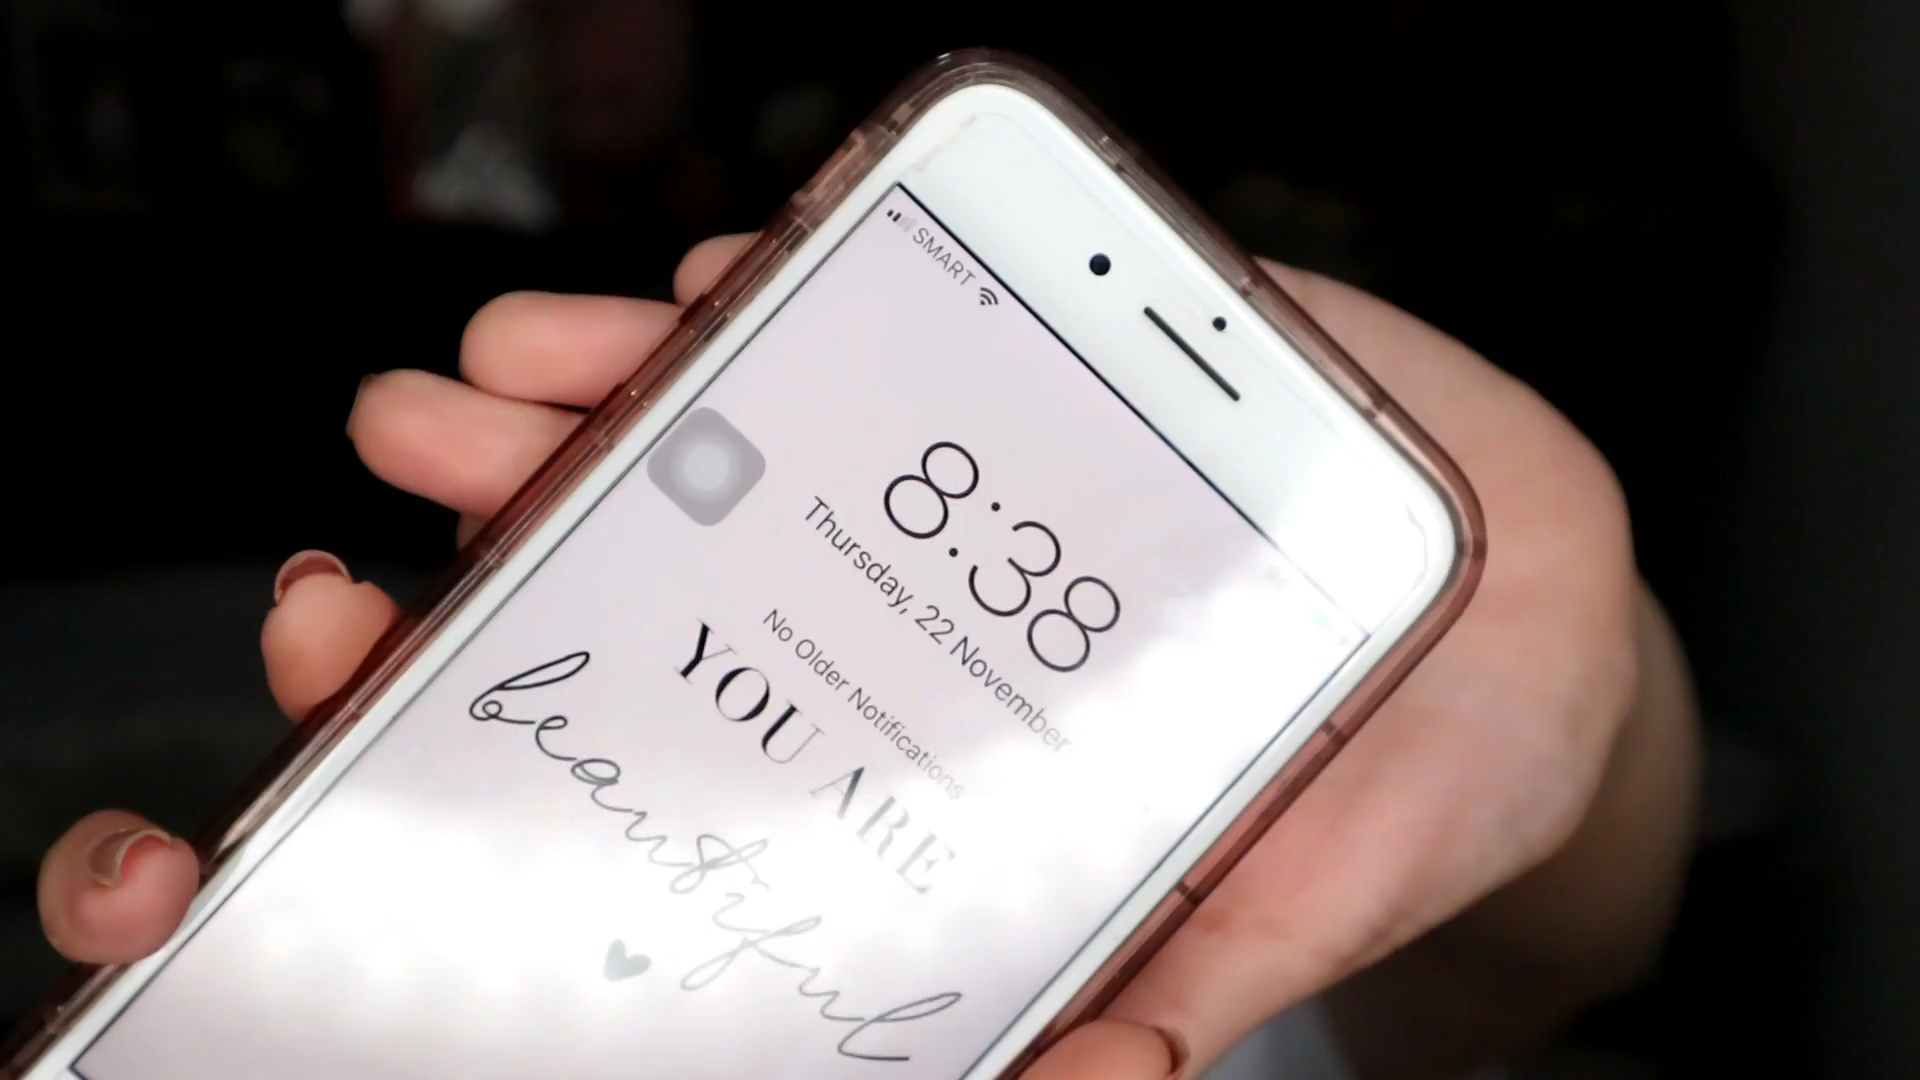 SMART
8:38
Thursday, 22 November
No Older Notifications
YOU ARE
beautiful